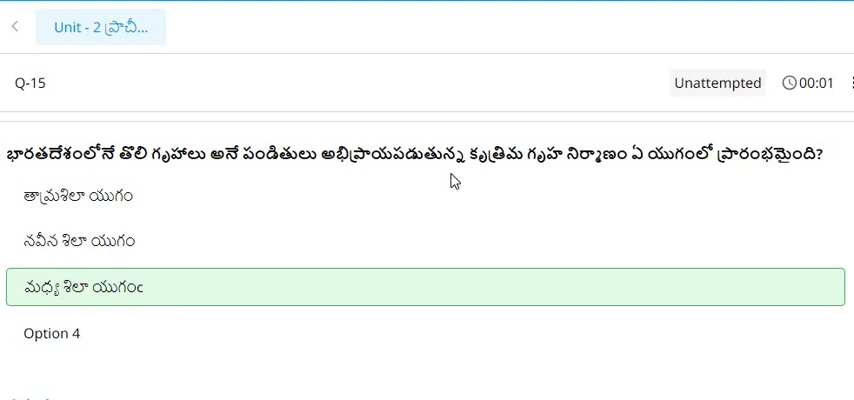 Unit - 2 ప్రాచీ...
Q-15
Unattempted 00:01
భారతదేశంలోనే తొలి గృహాలు అనే పండితులు అభిప్రాయపడుతున్న కృత్రిమ గృహ నిర్మాణం ఏ యుగంలో ప్రారంభమైంది?
తామ్రశిలా యుగం
నవీన శిలా యుగం
మధ్య శిలా యుగంc
Option 4